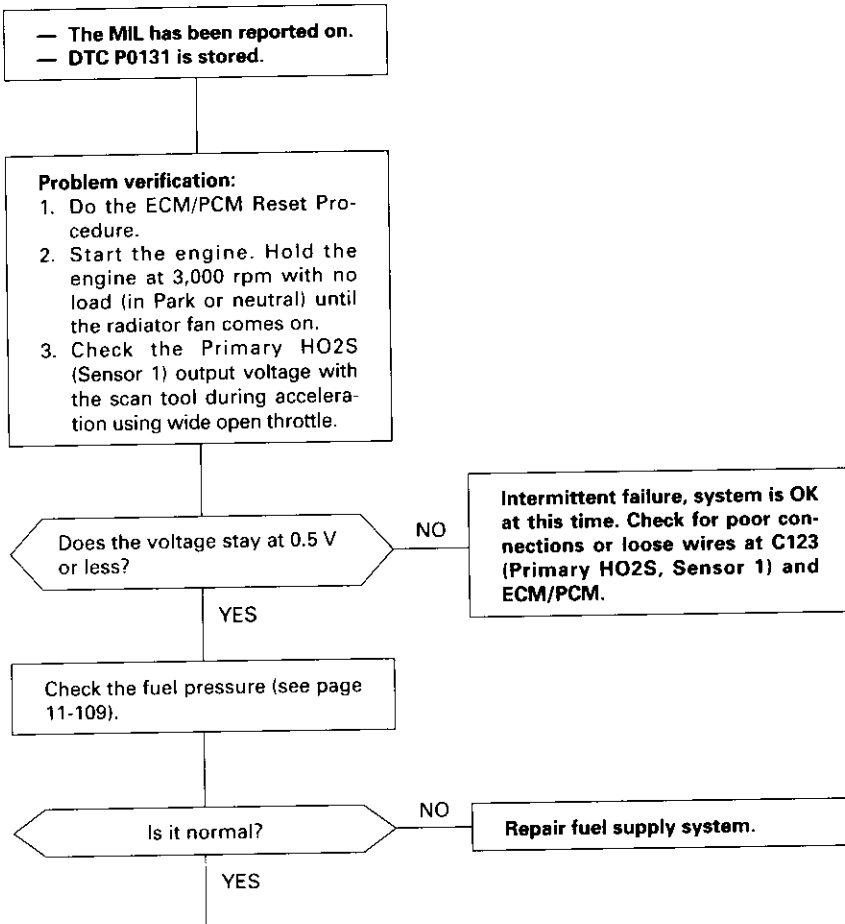 — The MIL has been reported on.
— DTC P0131 is stored.
Problem verification:
1. Do the ECM/PCM Reset Pro-
cedure.
2. Start the engine. Hold the
engine at 3,000 rpm with no
load (in Park or neutral) until
the radiator fan comes on.
3. Check the Primary HO2S
(Sensor 1) output voltage with
the scan tool during accelera-
tion using wide open throttle.
Does the voltage stay at 0.5 V
or less?
NO
Intermittent failure, system is OK
at this time. Check for poor con-
nections or loose wires at C123
(Primary HO2S, Sensor 1) and
ECM/PCM.
YES
Check the fuel pressure (see page
11-109).
Is it normal?
NO
Repair fuel supply system.
YES